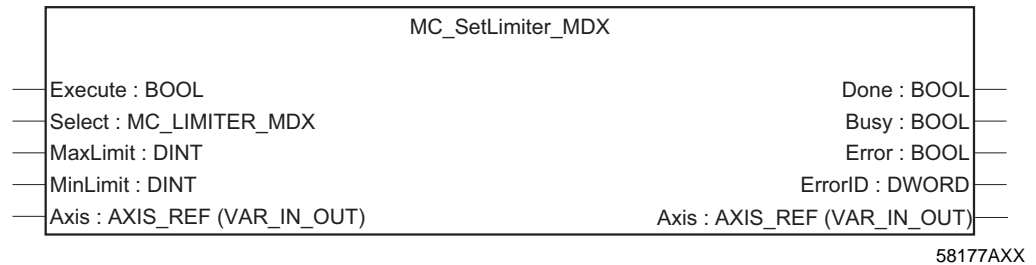 MC_SetLimiter_MDX
Execute : BOOL Done : BOOL
Select : MC_LIMITER_MDX Busy : BOOL
MaxLimit : DINT Error : BOOL
MinLimit : DINT ErrorID : DWORD
Axis : AXIS_REF (VAR_IN_OUT) Axis : AXIS_REF (VAR_IN_OUT)
58177AXX